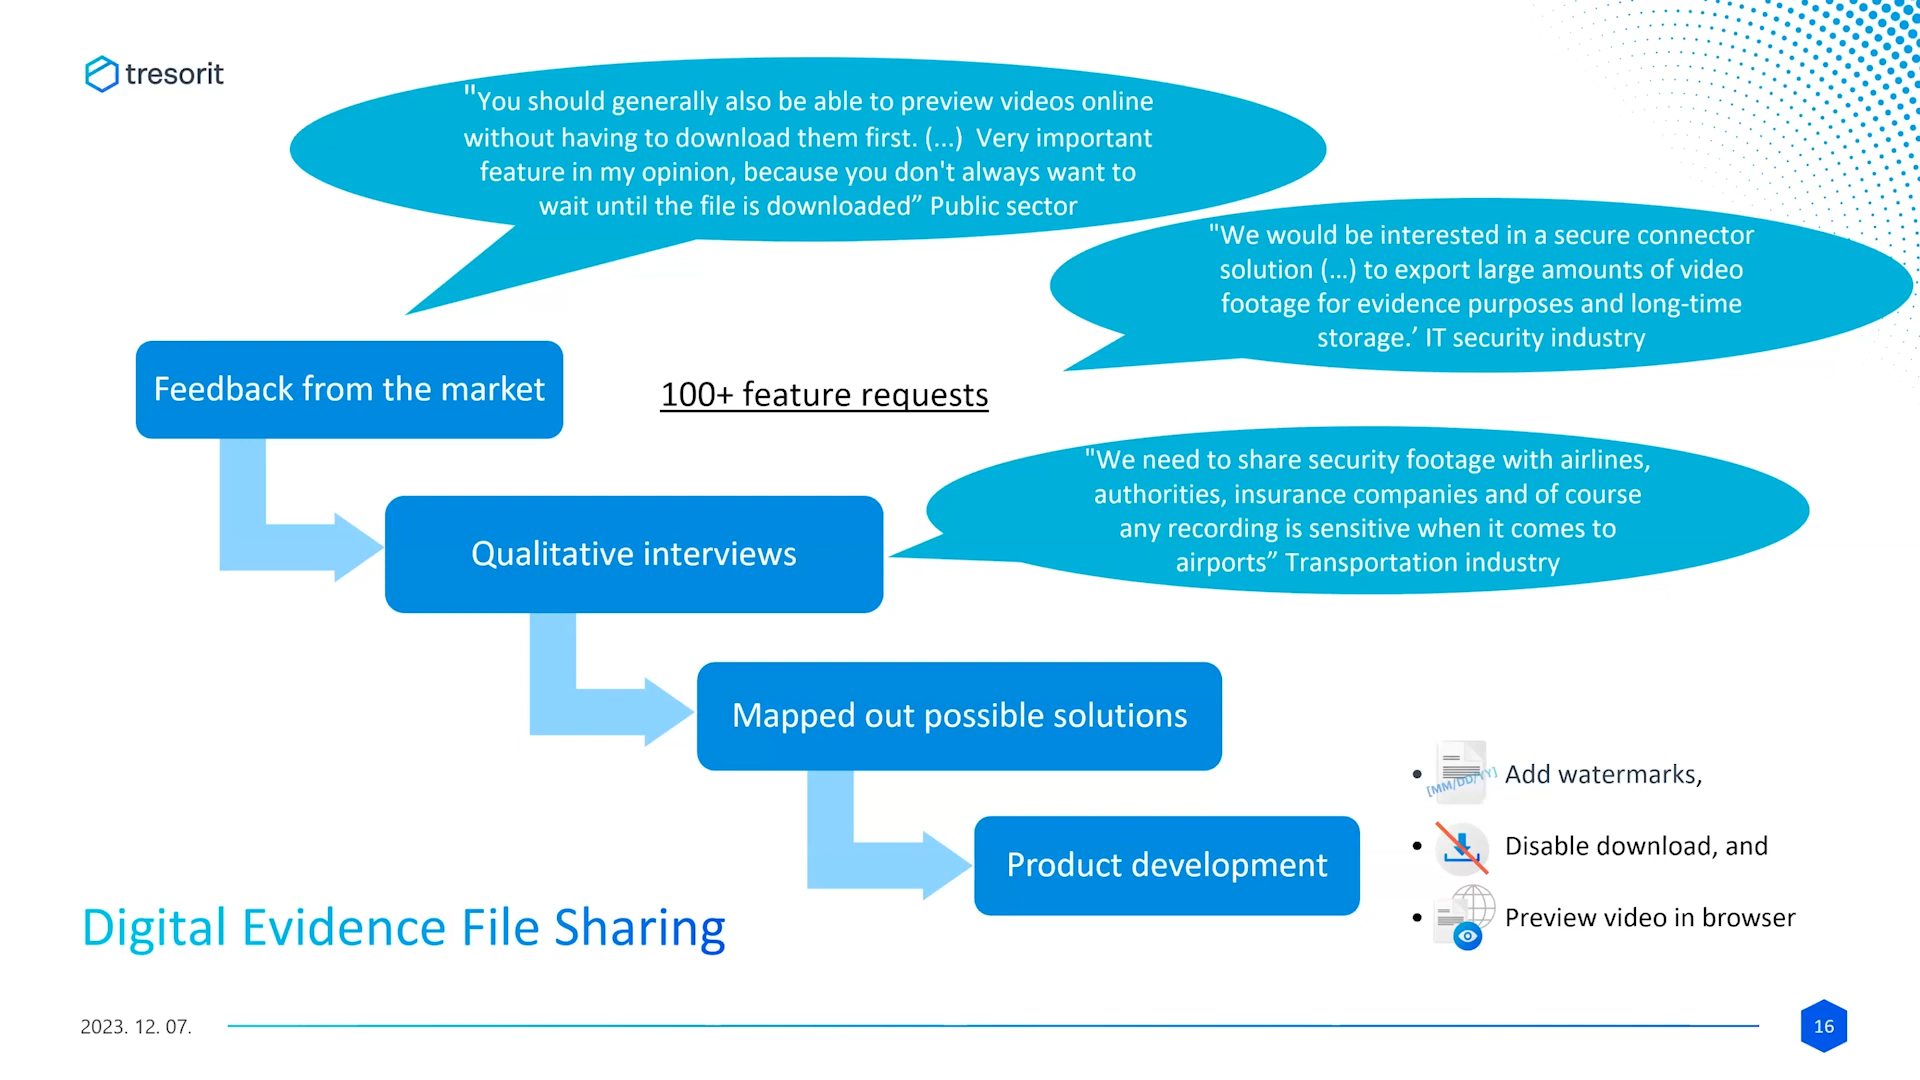 tresorit
"You should generally also be able to preview videos online
without having to download them first. (...) Very important
feature in my opinion, because you don't always want to
wait until the file is downloaded” Public sector
"We would be interested in a secure connector
solution (...) to export large amounts of video
footage for evidence purposes and long-time
storage.’ IT security industry
Feedback from the market
100+ feature requests
"We need to share security footage with airlines,
authorities, insurance companies and of course
any recording is sensitive when it comes to
airports” Transportation industry
Qualitative interviews
Mapped out possible solutions
[MM/DD/YY]
• Add watermarks,
• Disable download, and
Product development
• Preview video in browser
Digital Evidence File Sharing
2023. 12. 07.
16